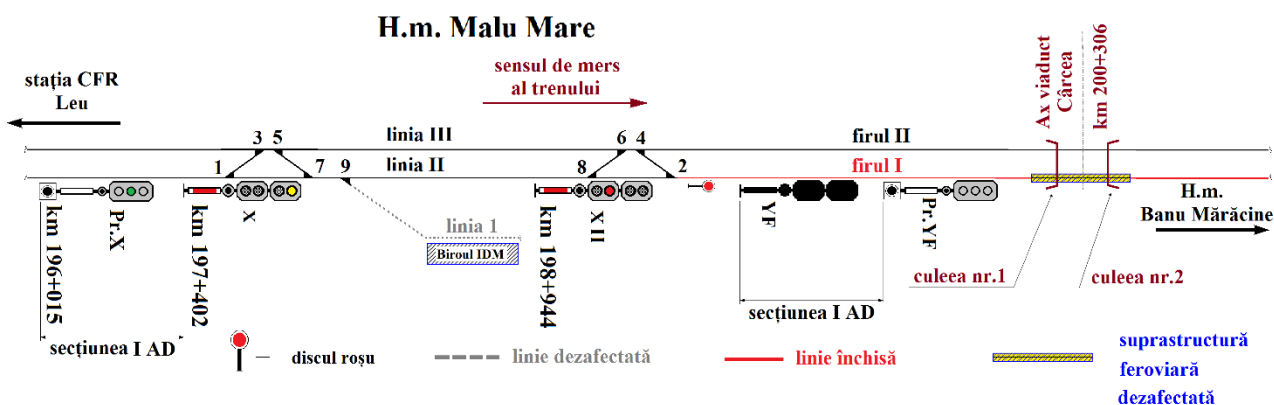 H.m. Malu Mare
stația CFR
Leu
sensul de mers
al trenului
Ax viaduct
Cârcea
km 200+306
3 5
linia III
6 4
firul II
1
7
9
linia II
8
2
firul I
km 196+015
Pr.X
km 197+402
X
linia 1
Biroul IDM
km 198+944
X II
YF
Pr.YF
H.m.
Banu Mărăcine
culeea nr.1
culeea nr.2
secțiunea I AD
secțiunea I AD
discul roșu
linie dezafectată
linie închisă
suprastructură
feroviară
dezafectată